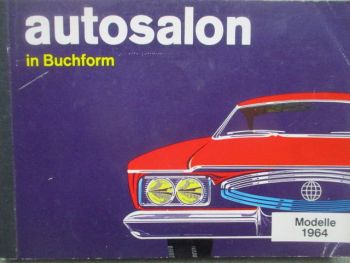 autosalon
in Buchform
Modelle
1964